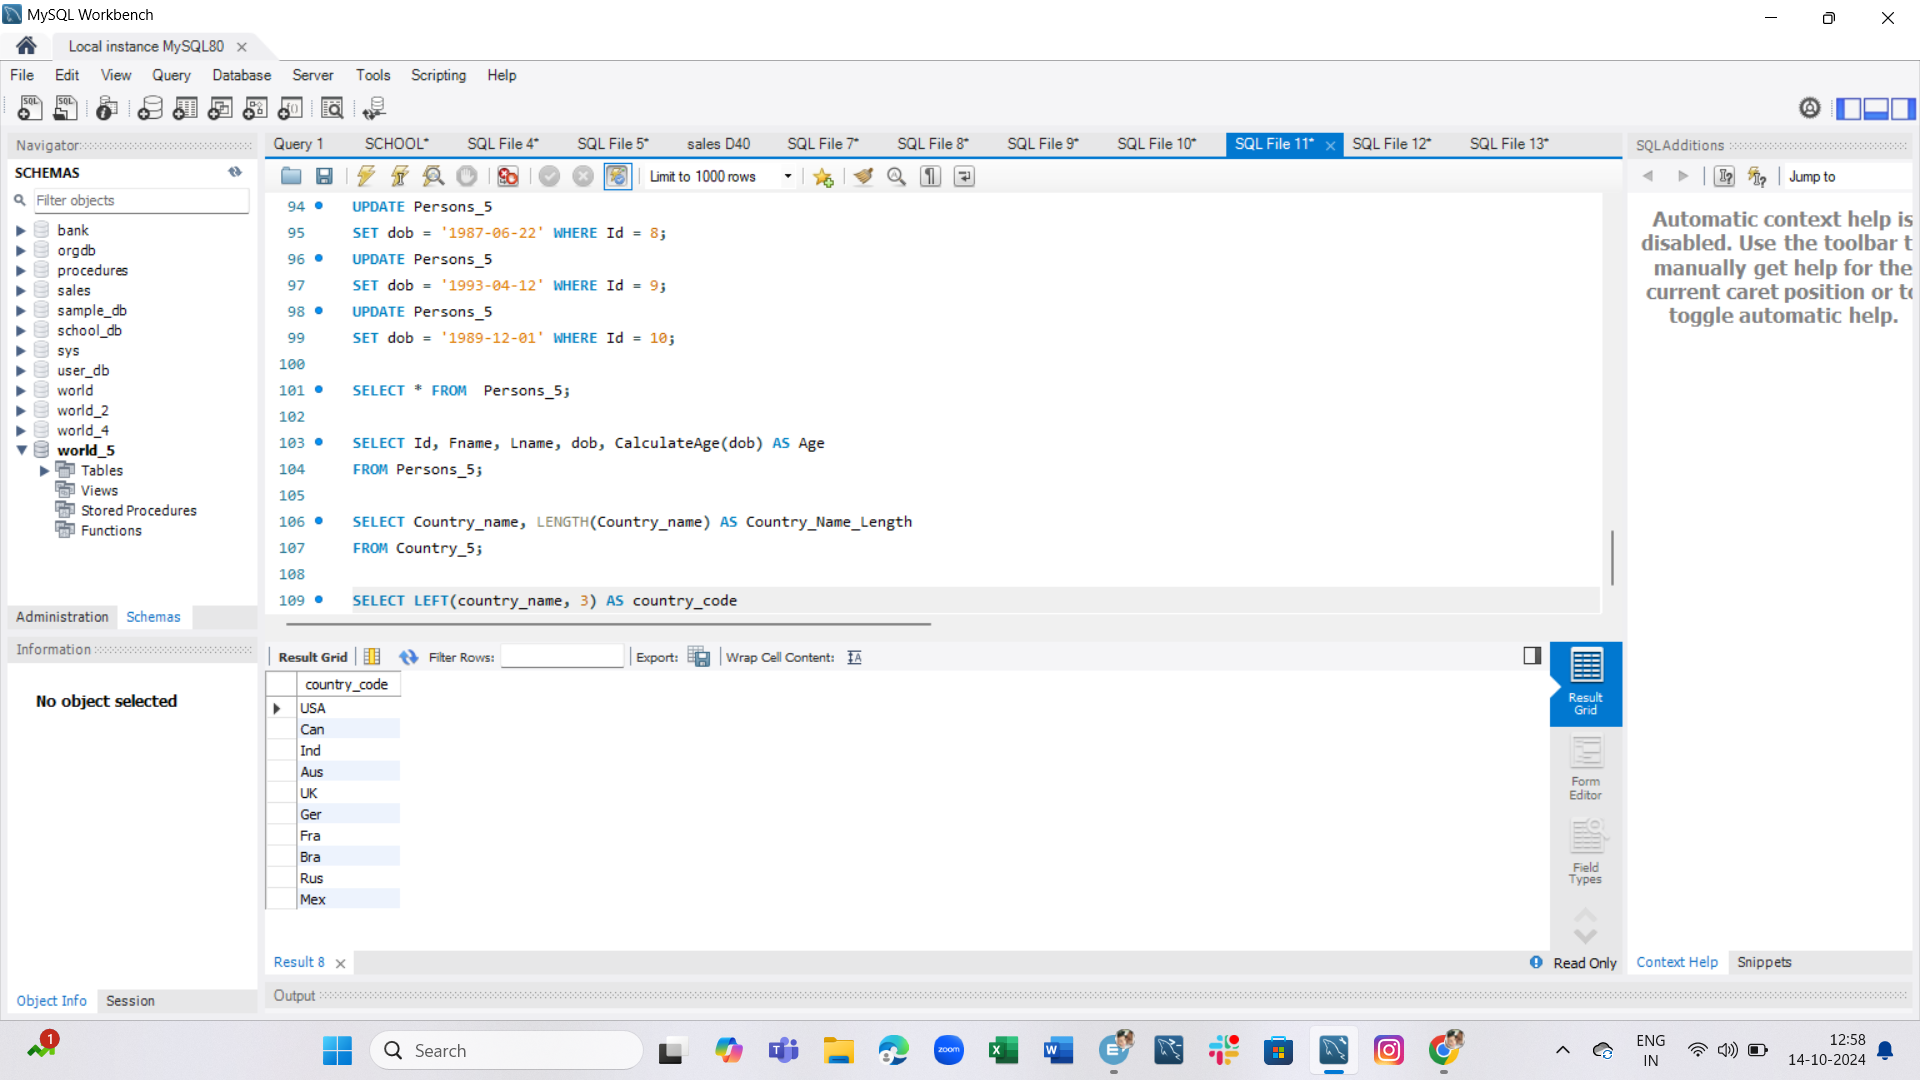 MySQL Workbench
Local instance MySQL80
File Edit View Query Database Server Tools Scripting Help
Navigator
SCHEMAS
Filter objects
bank
orgdb
procedures
sales
sample_db
school_db
sys
user_db
world
world_2
world_4
world_5
Tables
Views
Stored Procedures
Functions
Administration Schemas
Information
No object selected
Object Info Session
Query 1 SCHOOL* SQL File 4* SQL File 5* sales D40 SQL File 7* SQL File 8* SQL File 9* SQL File 10* SQL File 11* SQL File 12* SQL File 13*
Limit to 1000 rows
94 UPDATE Persons_5
95 SET dob = '1987-06-22' WHERE Id = 8;
96 UPDATE Persons_5
97 SET dob = '1993-04-12' WHERE Id = 9;
98 UPDATE Persons_5
99 SET dob = '1989-12-01' WHERE Id = 10;
100
101 SELECT * FROM Persons_5;
102
103 SELECT Id, Fname, Lname, dob, CalculateAge(dob) AS Age
104 FROM Persons_5;
105
106 SELECT Country_name, LENGTH(Country_name) AS Country_Name_Length
107 FROM Country_5;
108
109 SELECT LEFT(country_name, 3) AS country_code
Result Grid Filter Rows: Export: Wrap Cell Content:
country_code
USA
Can
Ind
Aus
UK
Ger
Fra
Bra
Rus
Mex
Result Grid
Form Editor
Field Types
Result 8
Read Only
Output
SQLAdditions
Jump to
Automatic context help is
disabled. Use the toolbar t
manually get help for the
current caret position or to
toggle automatic help.
Context Help Snippets
1
Search
zoom
ENG
IN
12:58
14-10-2024